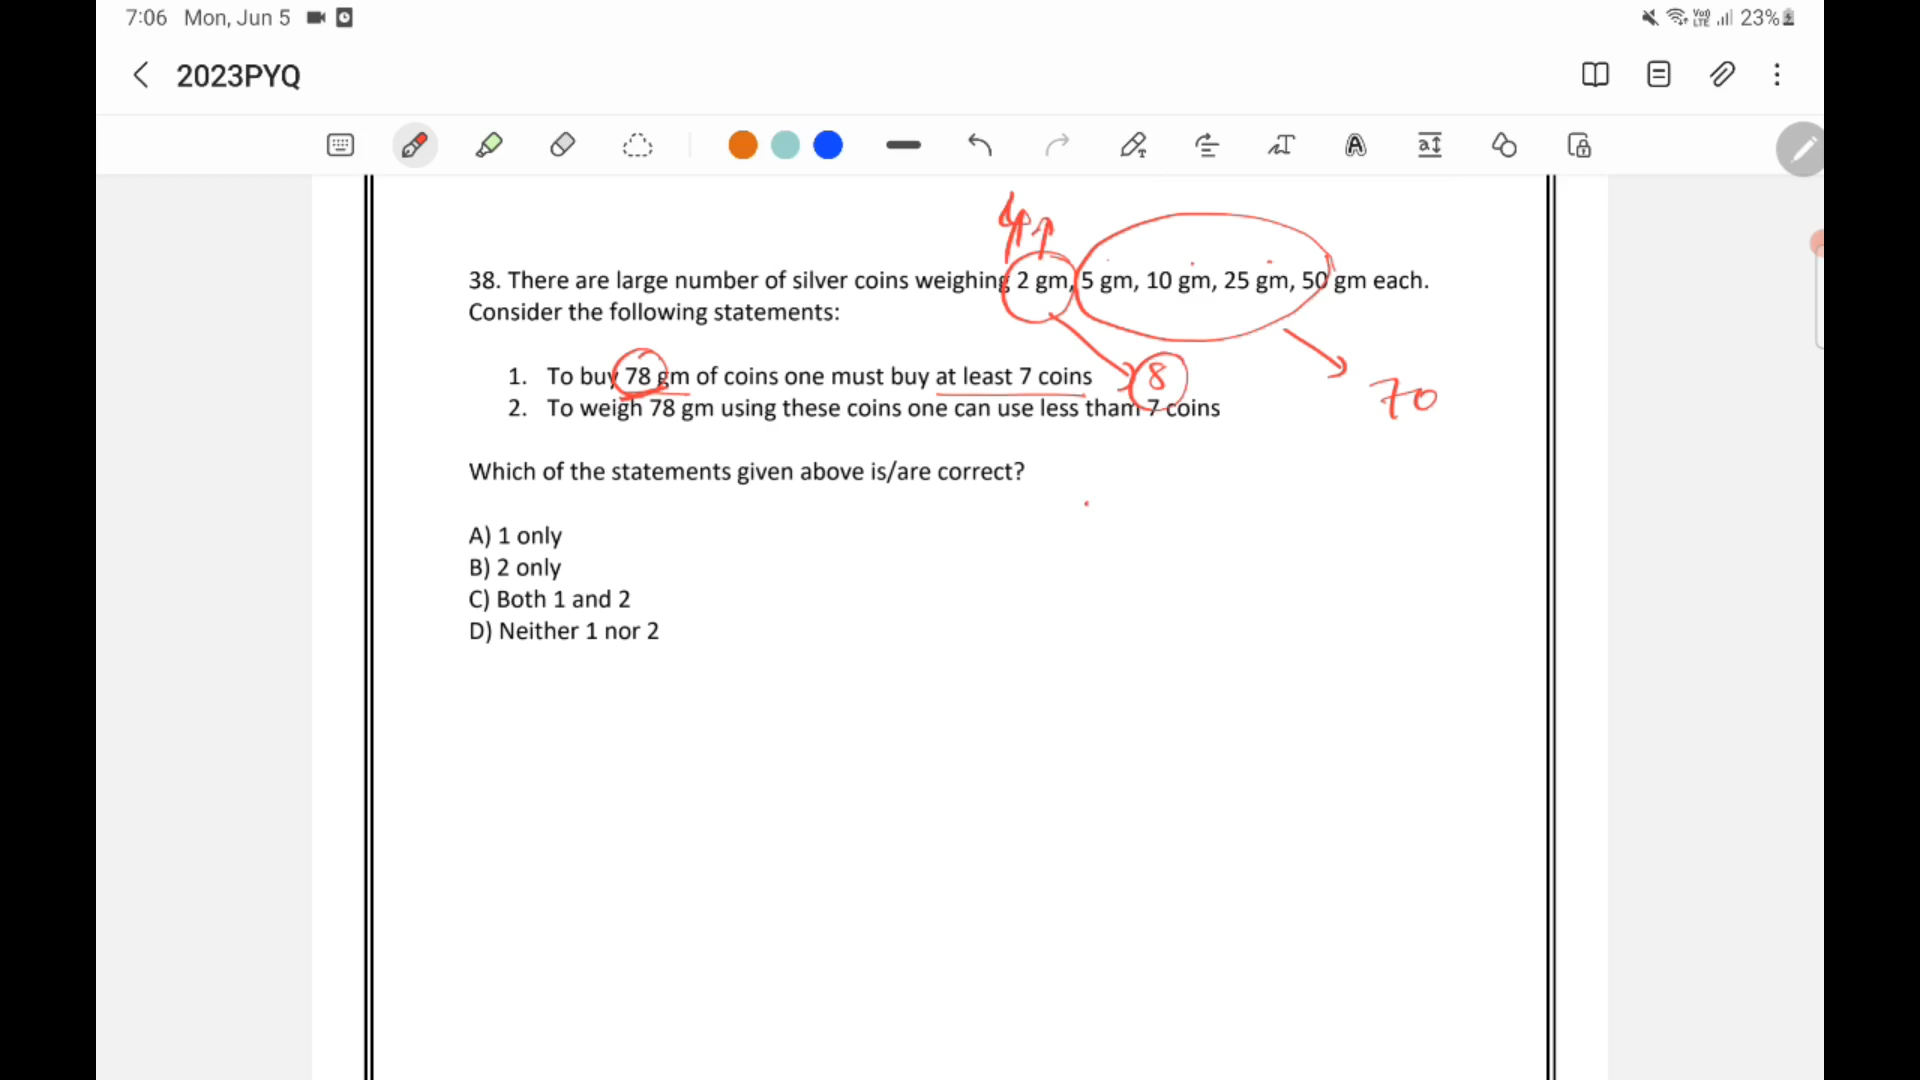 7:06 Mon, Jun 5
23%
2023PYQ
38. There are large number of silver coins weighing 2 gm, 5 gm, 10 gm, 25 gm, 50 gm each.
Consider the following statements:
1. To buy 78 gm of coins one must buy at least 7 coins
8
2. To weigh 78 gm using these coins one can use less tham 7 coins
70
Which of the statements given above is/are correct?
A) 1 only
B) 2 only
C) Both 1 and 2
D) Neither 1 nor 2